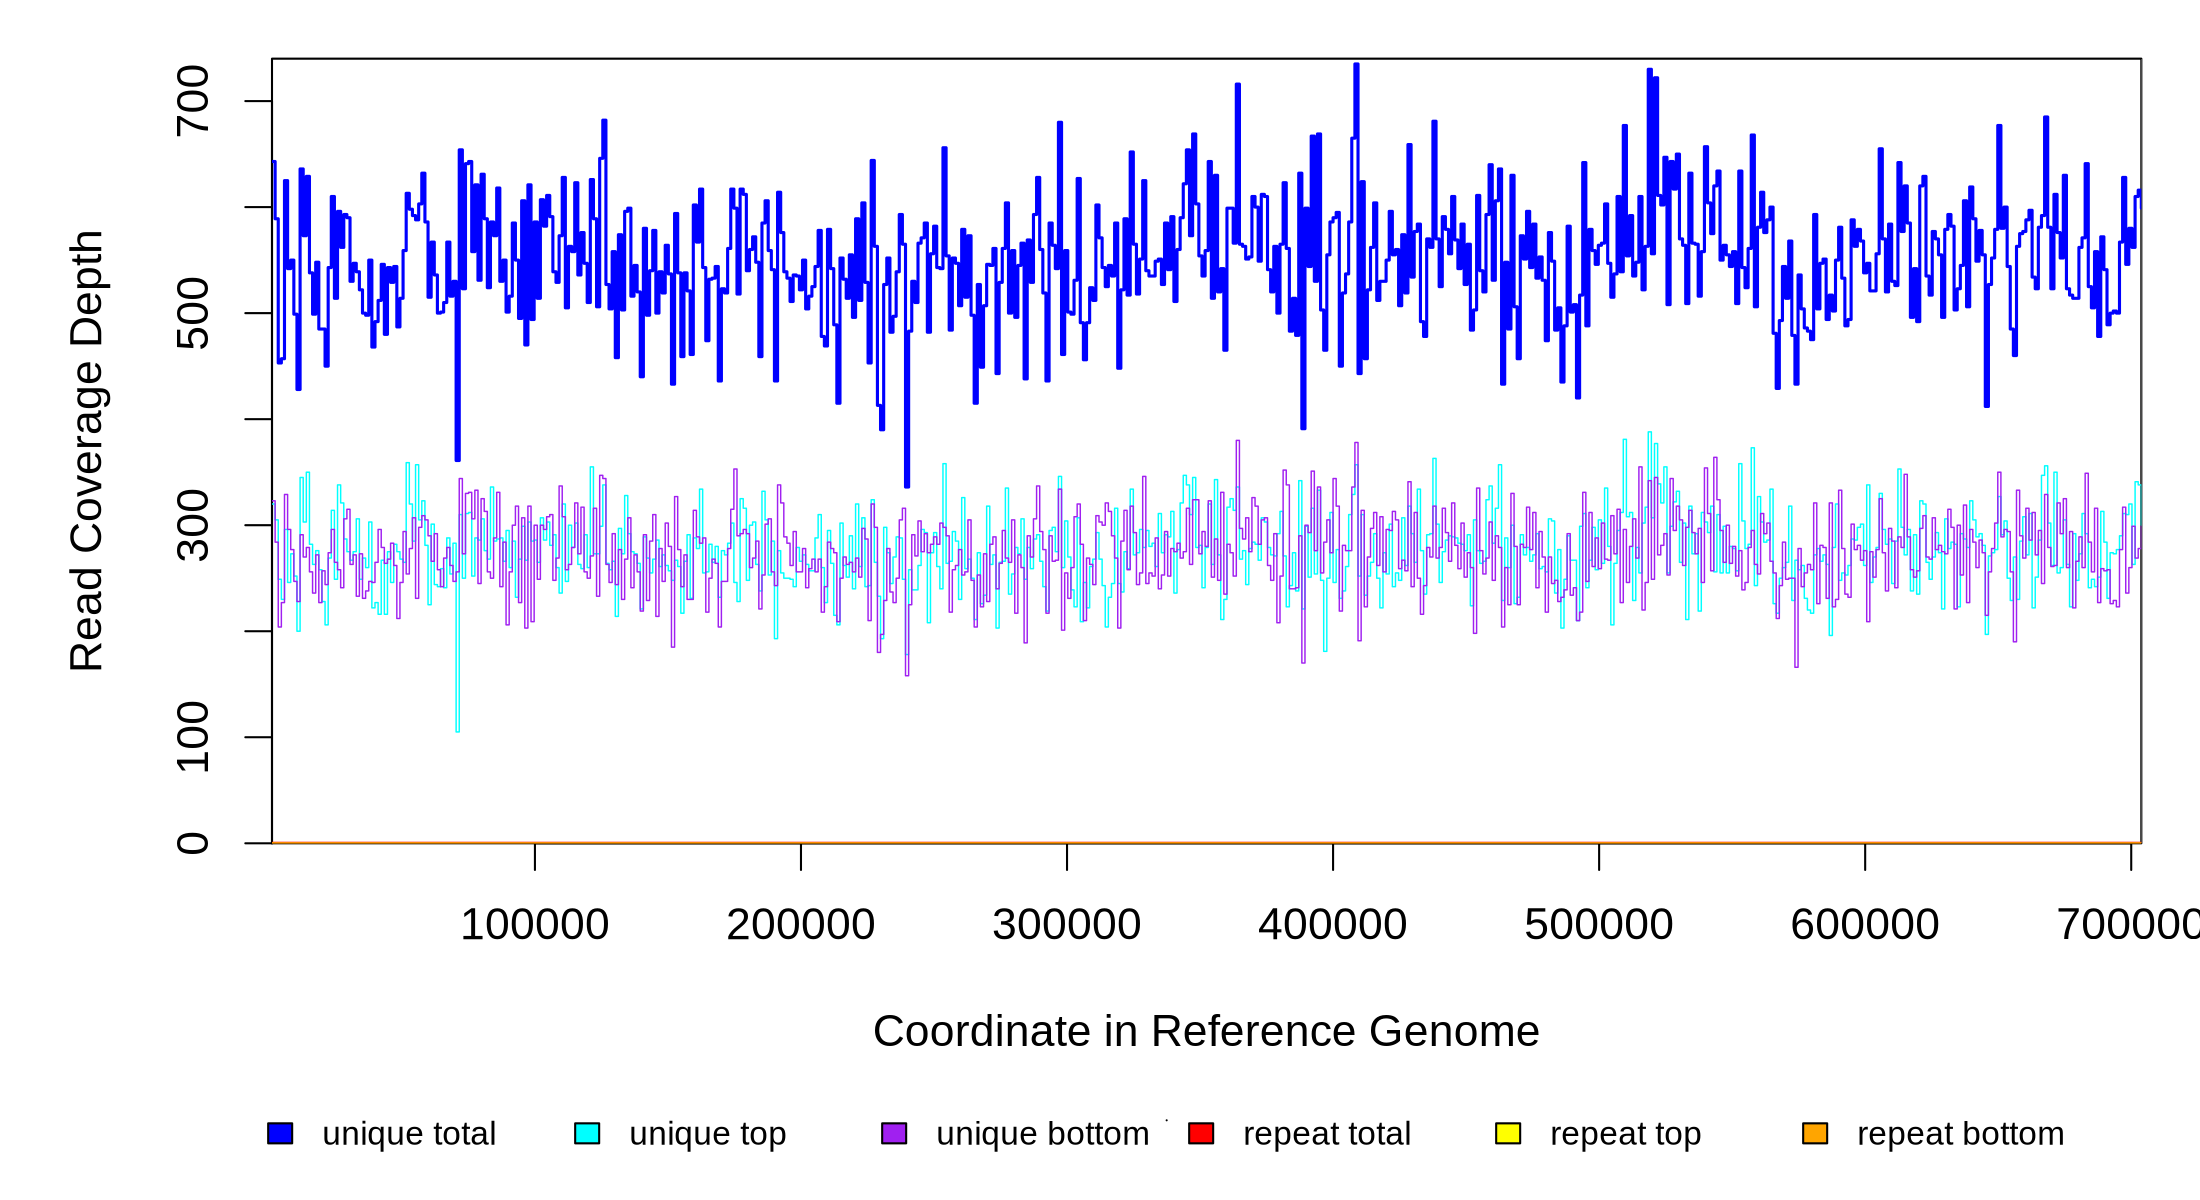 Read Coverage Depth
700
500
300
100
0
100000 200000 300000 400000 500000 600000 700000
Coordinate in Reference Genome
unique total unique top unique bottom repeat total repeat top repeat bottom